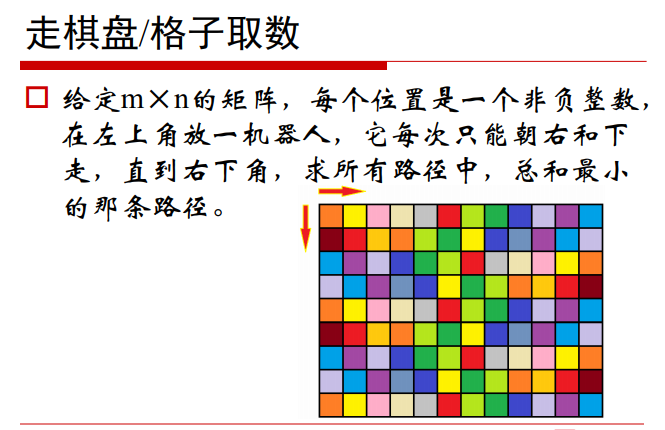 走棋盘/格子取数
给定m×n的矩阵，每个位置是一个非负整数，
在左上角放一机器人，它每次只能朝右和下
走，直到右下角，求所有路径中，总和最小
的那条路径。